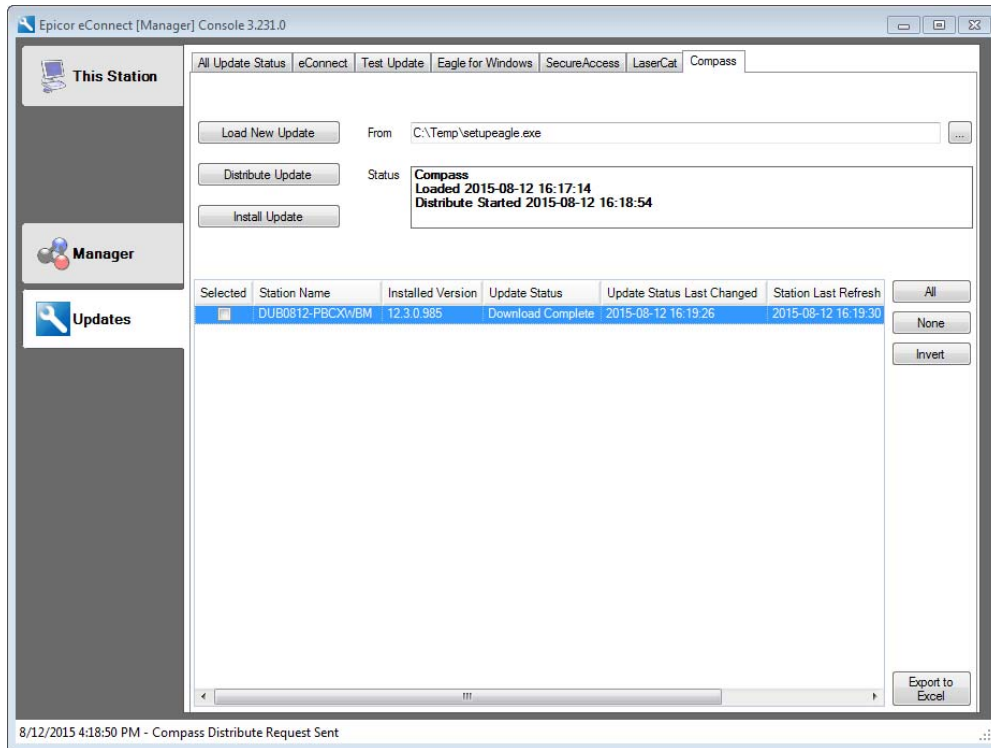 Epicor eConnect [Manager] Console 3.231.0
This Station
Manager
Updates
All Update Status eConnect Test Update Eagle for Windows SecureAccess LaserCat Compass
Load New Update From C:\Temp\setupeagle.exe ...
Distribute Update Status Compass
Loaded 2015-08-12 16:17:14
Distribute Started 2015-08-12 16:18:54
Install Update
Selected Station Name Installed Version Update Status Update Status Last Changed Station Last Refresh
DUB0812-PBCXWBM 12.3.0.985 Download Complete 2015-08-12 16:19:26 2015-08-12 16:19:30
All
None
Invert
Export to
Excel
8/12/2015 4:18:50 PM - Compass Distribute Request Sent